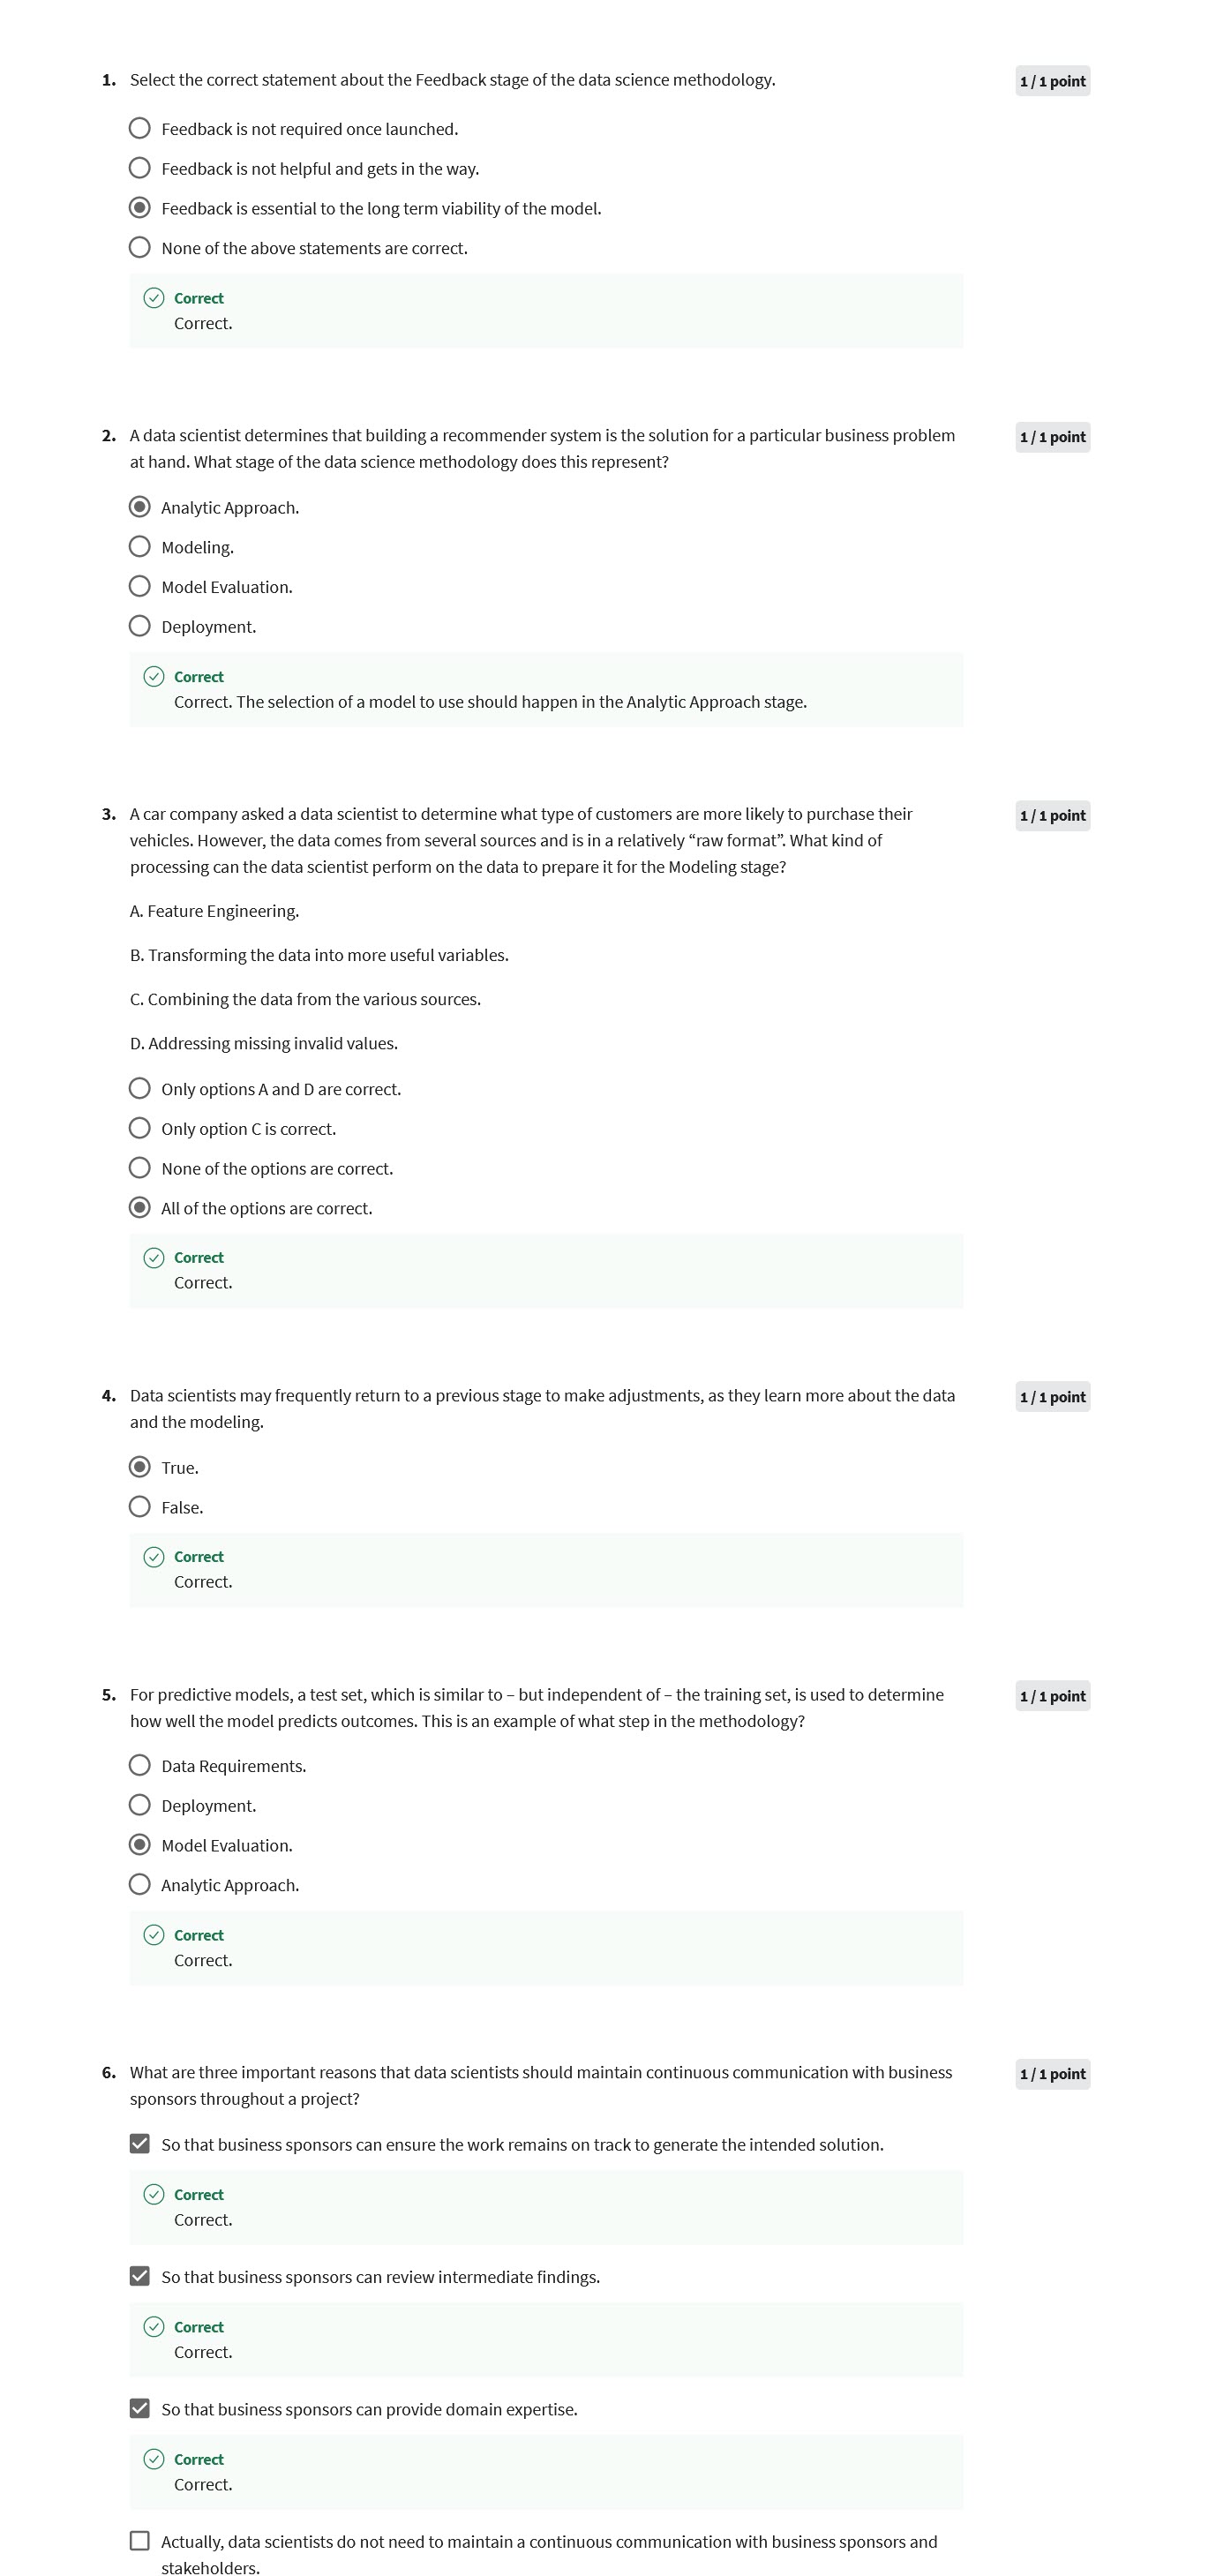 1. Select the correct statement about the Feedback stage of the data science methodology.
1 / 1 point
Feedback is not required once launched.
Feedback is not helpful and gets in the way.
Feedback is essential to the long term viability of the model.
None of the above statements are correct.
Correct
Correct.
2. A data scientist determines that building a recommender system is the solution for a particular business problem
at hand. What stage of the data science methodology does this represent?
1 / 1 point
Analytic Approach.
Modeling.
Model Evaluation.
Deployment.
Correct
Correct. The selection of a model to use should happen in the Analytic Approach stage.
3. A car company asked a data scientist to determine what type of customers are more likely to purchase their
vehicles. However, the data comes from several sources and is in a relatively “raw format”. What kind of
processing can the data scientist perform on the data to prepare it for the Modeling stage?
1 / 1 point
A. Feature Engineering.
B. Transforming the data into more useful variables.
C. Combining the data from the various sources.
D. Addressing missing invalid values.
Only options A and D are correct.
Only option C is correct.
None of the options are correct.
All of the options are correct.
Correct
Correct.
4. Data scientists may frequently return to a previous stage to make adjustments, as they learn more about the data
and the modeling.
1 / 1 point
True.
False.
Correct
Correct.
5. For predictive models, a test set, which is similar to – but independent of – the training set, is used to determine
how well the model predicts outcomes. This is an example of what step in the methodology?
1 / 1 point
Data Requirements.
Deployment.
Model Evaluation.
Analytic Approach.
Correct
Correct.
6. What are three important reasons that data scientists should maintain continuous communication with business
sponsors throughout a project?
1 / 1 point
So that business sponsors can ensure the work remains on track to generate the intended solution.
Correct
Correct.
So that business sponsors can review intermediate findings.
Correct
Correct.
So that business sponsors can provide domain expertise.
Correct
Correct.
Actually, data scientists do not need to maintain a continuous communication with business sponsors and
stakeholders.